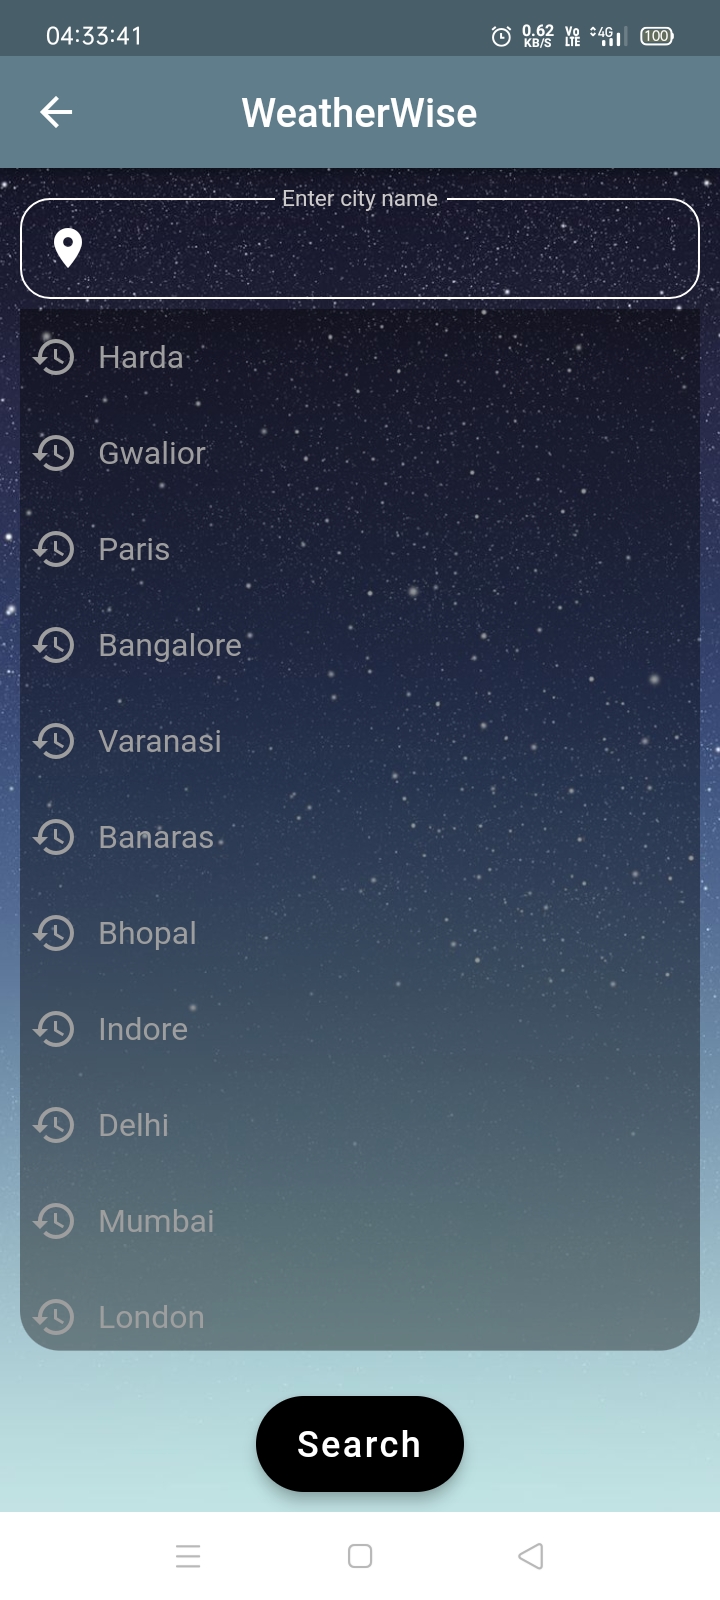 04:33:41
0.62 KB/S Vo LTE 4G 100
WeatherWise
Enter city name
Harda
Gwalior
Paris
Bangalore
Varanasi
Banaras
Bhopal
Indore
Delhi
Mumbai
London
Search